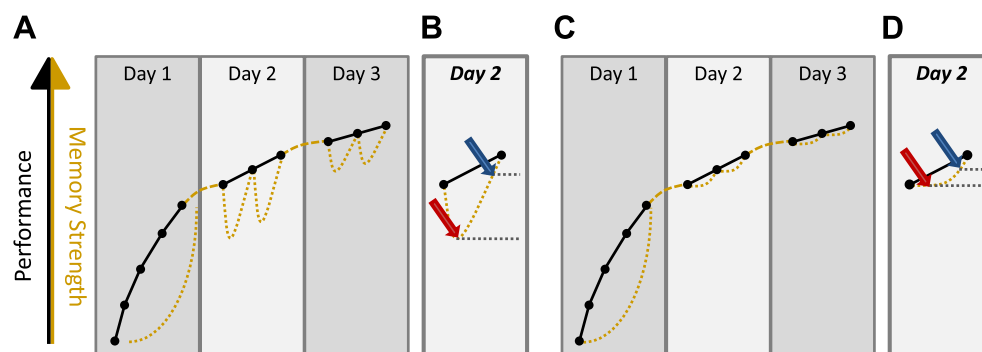 A
B
C
D
Day 1
Day 2
Day 3
Day 2
Day 1
Day 2
Day 3
Day 2
Performance
Memory Strength